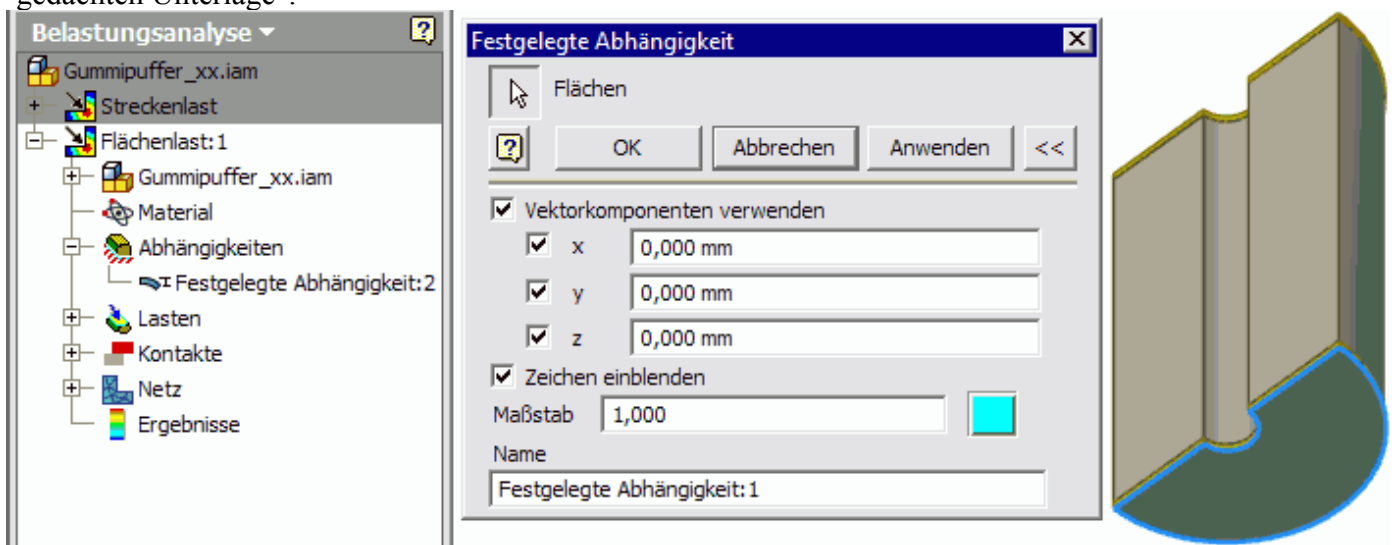 gedachten Unterlage".
Belastungsanalyse
Gummipuffer_xx.iam
Streckenlast
Flächenlast:1
Gummipuffer_xx.iam
Material
Abhängigkeiten
Festgelegte Abhängigkeit:2
Lasten
Kontakte
Netz
Ergebnisse
Festgelegte Abhängigkeit
Flächen
OK Abbrechen Anwenden <<
Vektorkomponenten verwenden
x 0,000 mm
y 0,000 mm
z 0,000 mm
Zeichen einblenden
Maßstab 1,000
Name
Festgelegte Abhängigkeit:1